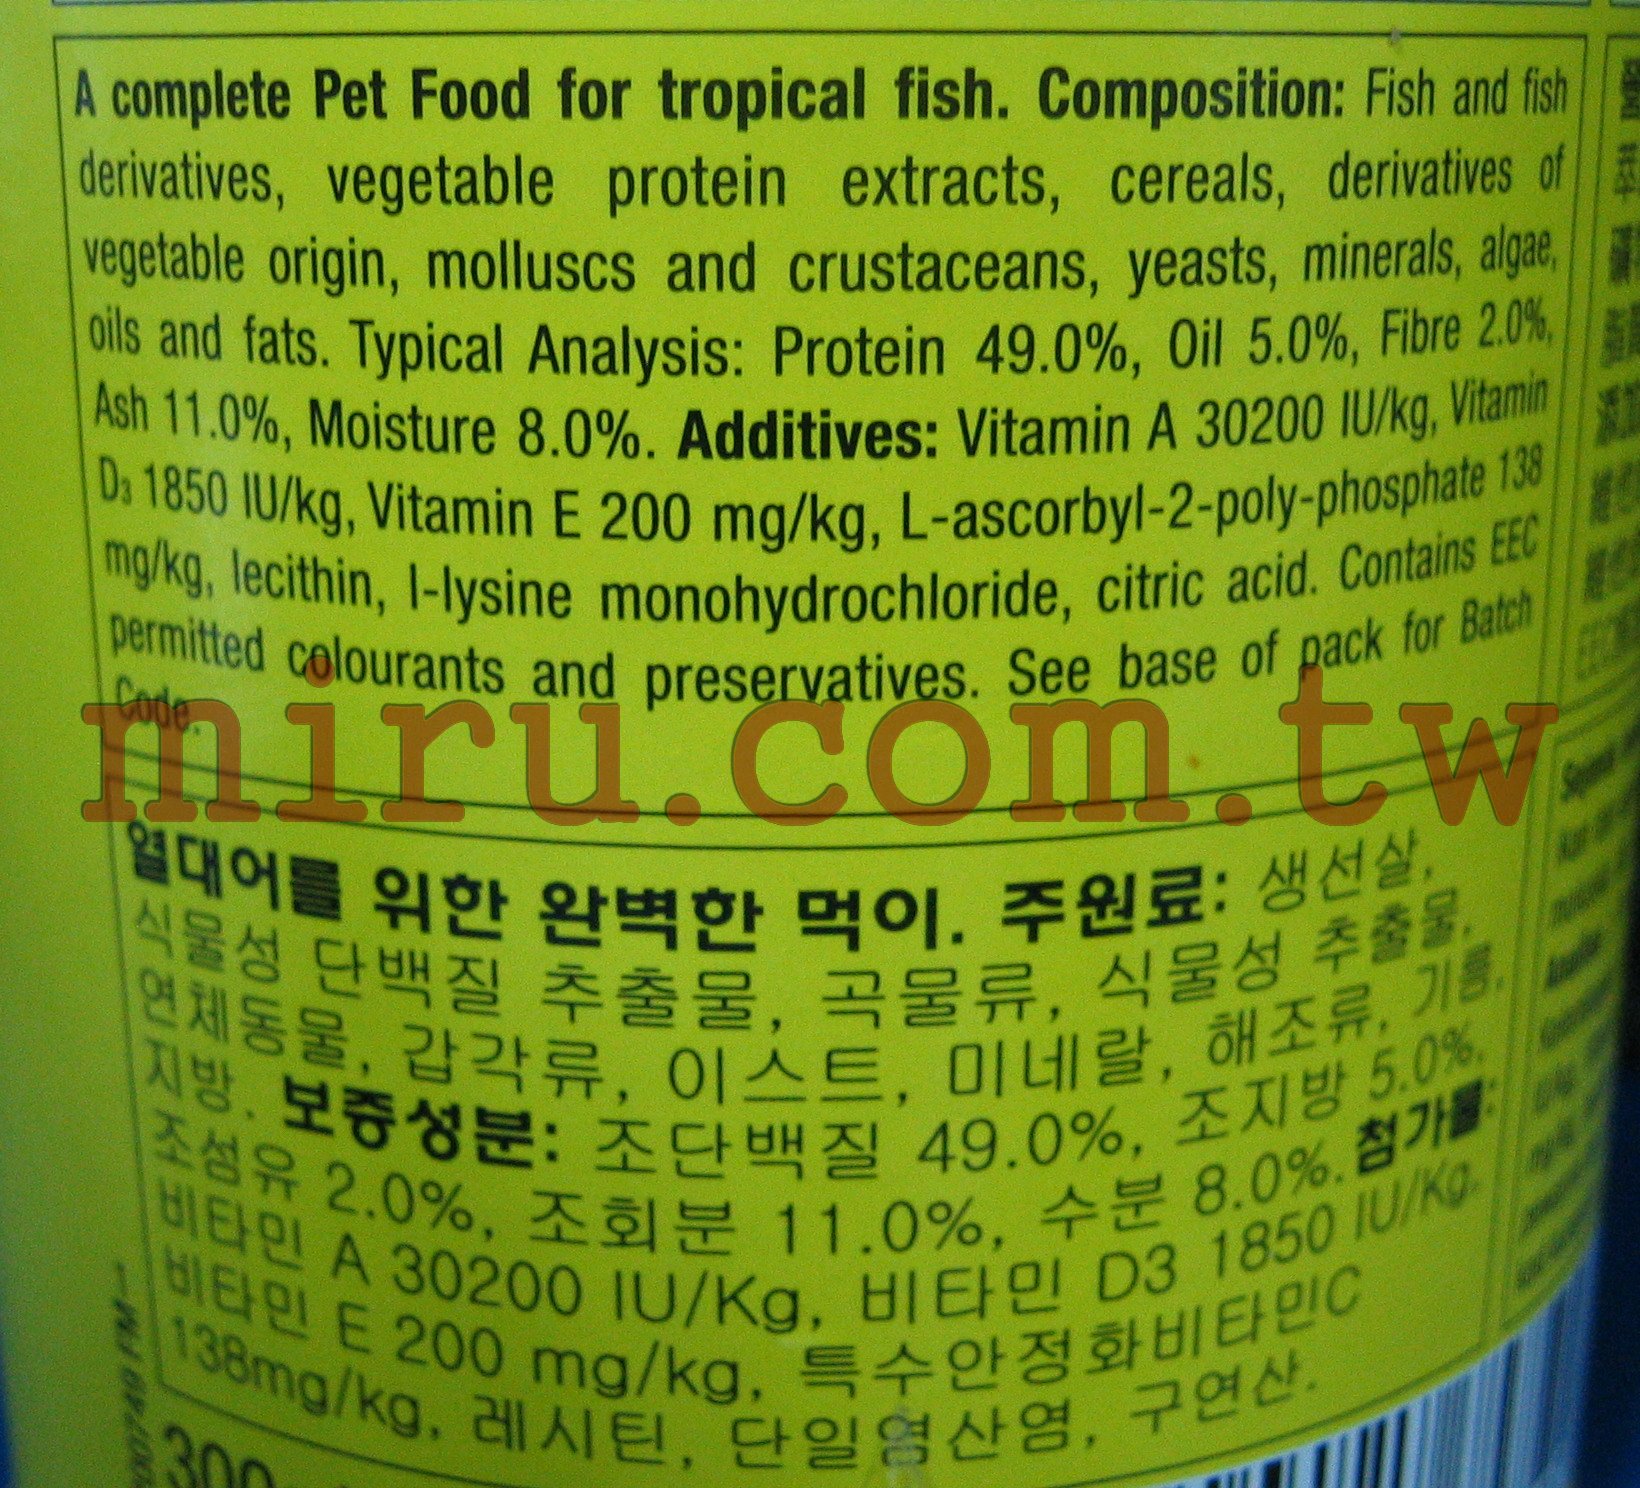 A complete Pet Food for tropical fish. Composition: Fish and fish
derivatives, vegetable protein extracts, cereals, derivatives of
vegetable origin, molluscs and crustaceans, yeasts, minerals, algae,
oils and fats. Typical Analysis: Protein 49.0%, Oil 5.0%, Fibre 2.0%,
Ash 11.0%, Moisture 8.0%. Additives: Vitamin A 30200 IU/kg, Vitamin
D3 1850 IU/kg, Vitamin E 200 mg/kg, L-ascorbyl-2-poly-phosphate 138
mg/kg, lecithin, l-lysine monohydrochloride, citric acid. Contains EEC
permitted colourants and preservatives. See base of pack for Batch
Code.
miru.com.tw
열대어를 위한 완벽한 먹이. 주원료: 생선살,
식물성 단백질 추출물, 곡물류, 식물성 추출물,
연체동물, 갑각류, 이스트, 미네랄, 해조류, 기름,
지방. 보증성분: 조단백질 49.0%, 조지방 5.0%,
조섬유 2.0%, 조회분 11.0%, 수분 8.0%. 첨가물:
비타민 A 30200 IU/Kg, 비타민 D3 1850 IU/Kg,
비타민 E 200 mg/kg, 특수안정화비타민C
138mg/kg, 레시틴, 단일염산염, 구연산.